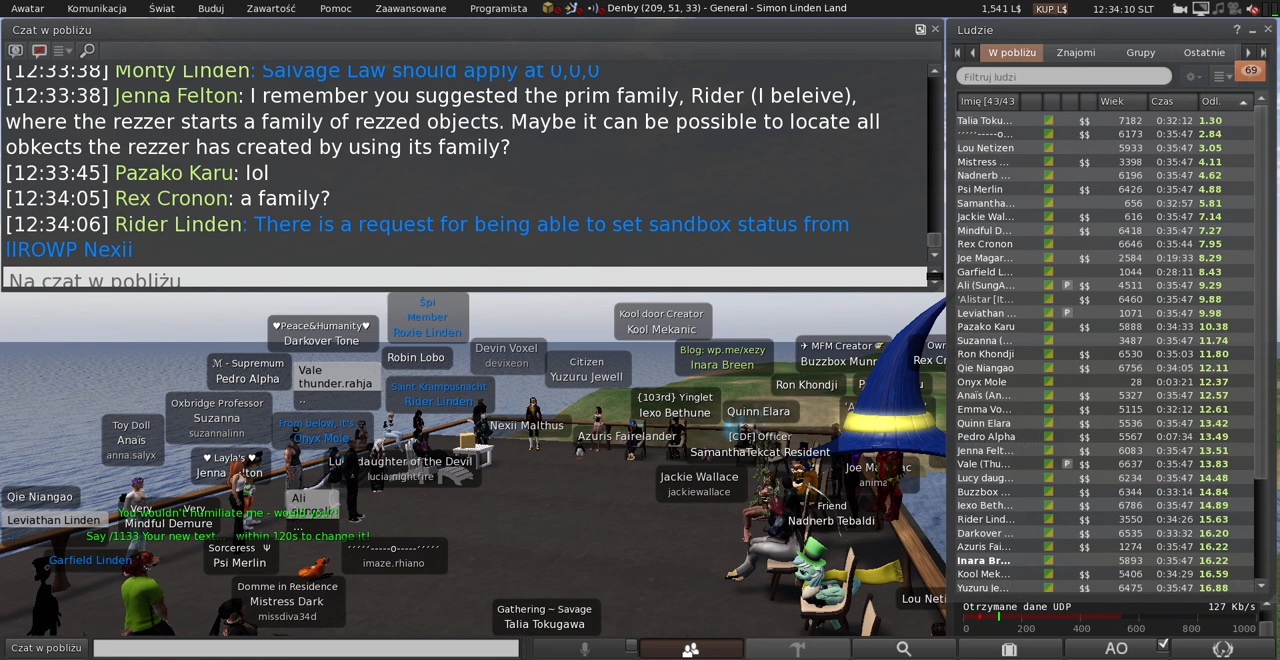 Awatar Komunikacja Świat Buduj Zawartość Pomoc Zaawansowane Programista Denby (209, 51, 33) - General - Simon Linden Land 1,541 L$ KUP L$ 12:34:10 SLT
Czat w pobliżu
[12:33:38] Monty Linden: Salvage Law should apply at 0,0,0
[12:33:38] Jenna Felton: I remember you suggested the prim family, Rider (I beleive),
where the rezzer starts a family of rezzed objects. Maybe it can be possible to locate all
obkects the rezzer has created by using its family?
[12:33:45] Pazako Karu: lol
[12:34:05] Rex Cronon: a family?
[12:34:06] Rider Linden: There is a request for being able to set sandbox status from
llROWP Nexii
Na czat w pobliżu
Śpi
Member
Roxie Linden
♥Peace&Humanity♥
Darkover Tone
Kool door Creator
Kool Mekanic
Robin Lobo
Devin Voxel
devixeon
Citizen
Yuzuru Jewell
Blog: wp.me/xezy
Inara Breen
✈ MFM Creator
Buzzbox Munr
Own
Rex Cr
ℳ - Supremum
Pedro Alpha
Vale
thunder.rahja
..
Saint Krampusnacht
Rider Linden
Ron Khondji
{103rd} Yinglet
Iexo Bethune
Quinn Elara
Oxbridge Professor
Suzanna
suzannalinn
Toy Doll
Anaïs
anna.salyx
From below, it's
Onyx Mole
Nexii Malthus
Azuris Fairelander
[CDF] Officer
SamanthaTekcat Resident
♥ Layla's ♥
Jenna
lton
daughter of the Devil
lucia.nightfire
Jackie Wallace
jackiewallace
Joe Ma
anima
Qie Niangao
Very
Very
Mindful Demure
Ali
...
Leviathan Linden
You wouldn't humiliate me - would you?!
Say /1133 Your new text... within 120s to change it!
Friend
Nadnerb Tebaldi
Garfield Linden
Sorceress Ψ
Psi Merlin
´´´´´-----o-----´´´´´
imaze.rhiano
Domme in Residence
Mistress Dark
missdiva34d
Gathering ~ Savage
Talia Tokugawa
Lou Neti
Czat w pobliżu
AO
Ludzie
W pobliżu Znajomi Grupy Ostatnie
Filtruj ludzi
69
Imię [43/43 Wiek Czas Odl.
Talia Toku... $$ 7182 0:32:12 1.30
´´´´´-----o... $$ 6173 0:35:47 2.84
Lou Netizen 5933 0:35:47 3.05
Mistress ... $$ 3398 0:35:47 4.11
Nadnerb ... 6196 0:35:47 4.62
Psi Merlin $$ 6426 0:35:47 4.88
Samantha... 656 0:32:57 5.81
Jackie Wal... $$ 616 0:35:47 7.14
Mindful D... $$ 6418 0:35:47 7.27
Rex Cronon 6646 0:35:44 7.95
Joe Magar... $$ 2584 0:19:33 8.29
Garfield L... 1044 0:28:11 8.43
Ali (SungA... P $$ 4511 0:35:47 9.29
'Alistar [It... $$ 6460 0:35:47 9.88
Leviathan ... P 1071 0:35:47 9.98
Pazako Karu $$ 5888 0:34:33 10.38
Suzanna (... 3487 0:35:47 11.74
Ron Khondji $$ 6530 0:35:03 11.80
Qie Niangao $$ 6756 0:34:05 12.11
Onyx Mole 28 0:03:21 12.37
Anaïs (An... $$ 5327 0:35:47 12.57
Emma Vo... $$ 5115 0:32:12 12.61
Quinn Elara $$ 5536 0:35:47 13.42
Pedro Alpha $$ 5567 0:07:34 13.49
Jenna Felt... $$ 6083 0:35:47 13.51
Vale (Thu... P $$ 6637 0:35:47 13.83
Lucy daug... $$ 6234 0:35:47 14.48
Buzzbox ... $$ 6344 0:33:14 14.84
Iexo Beth... $$ 6786 0:35:47 14.89
Rider Lind... $$ 3550 0:34:26 15.63
Darkover ... $$ 6535 0:33:32 16.20
Azuris Fai... $$ 1274 0:35:47 16.22
Inara Br... 5893 0:35:47 16.22
Kool Mek... $$ 5406 0:34:29 16.59
Yuzuru Je... $$ 6475 0:35:47 16.88
Otrzymane dane UDP 127 Kb/s
0 200 400 600 800 1000